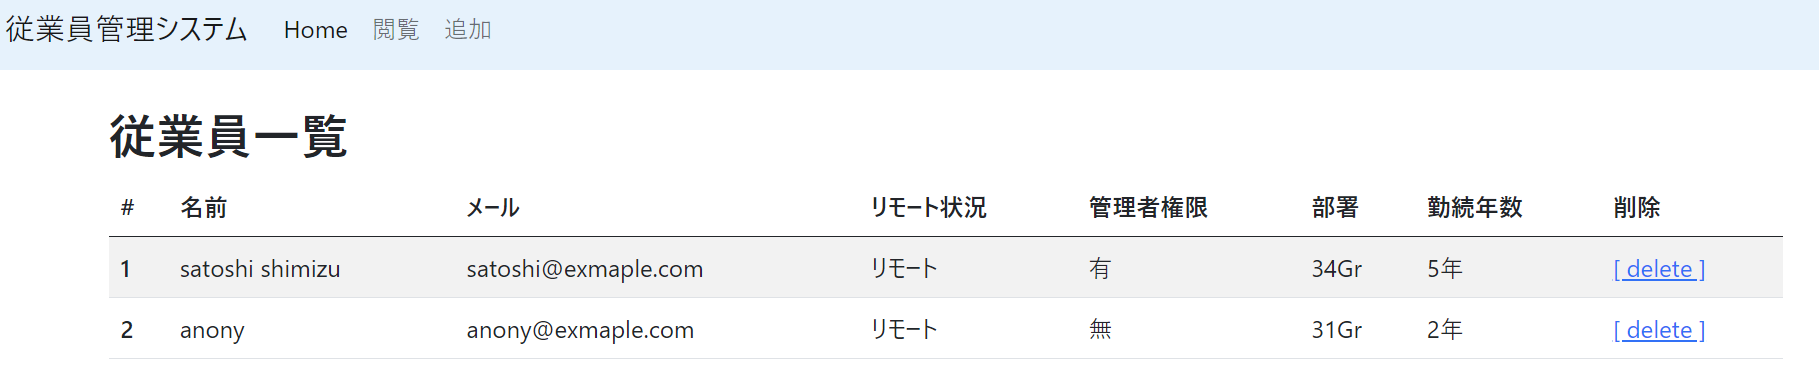 従業員管理システム Home 閲覧 追加
従業員一覧
# 名前 メール リモート状況 管理者権限 部署 勤続年数 削除
1 satoshi shimizu satoshi@exmaple.com リモート 有 34Gr 5年 [ delete ]
2 anony anony@exmaple.com リモート 無 31Gr 2年 [ delete ]